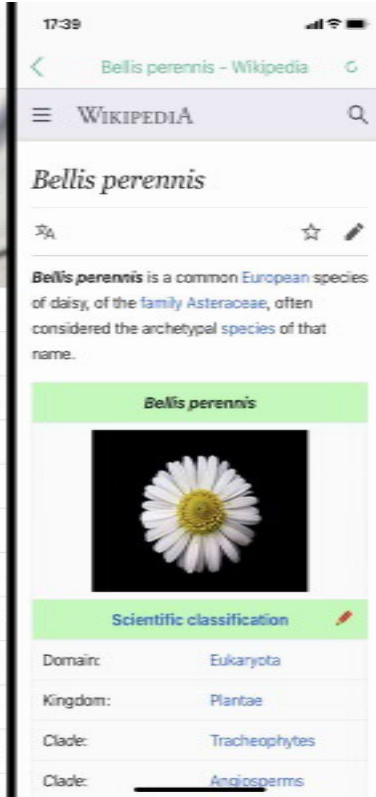 17:39
Bellis perennis – Wikipedia
WIKIPEDIA
Bellis perennis
文A
Bellis perennis is a common European species
of daisy, of the family Asteraceae, often
considered the archetypal species of that
name.
Bellis perennis
Scientific classification
Domain: Eukaryota
Kingdom: Plantae
Clade: Tracheophytes
Clade: Angiosperms